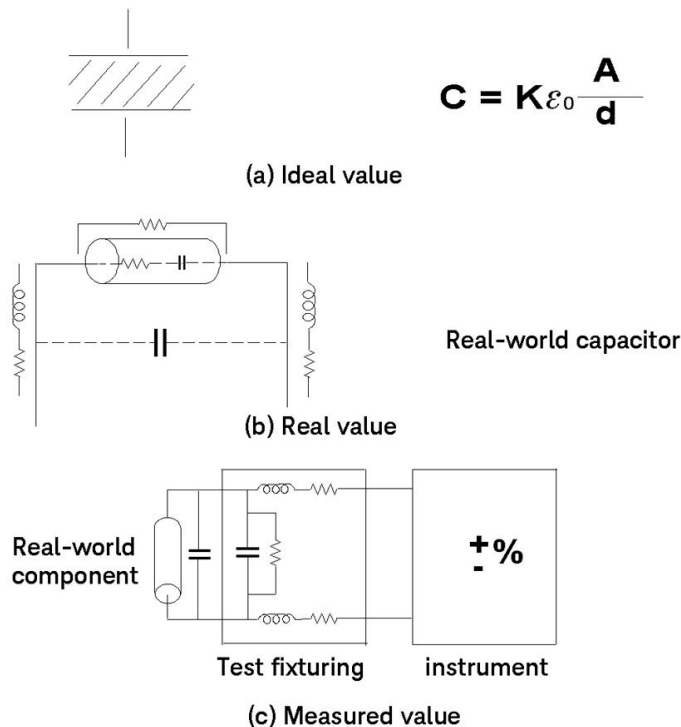 C = Kε₀ A/d
(a) Ideal value
Real-world capacitor
(b) Real value
Real-world
component
±%
Test fixturing
instrument
(c) Measured value